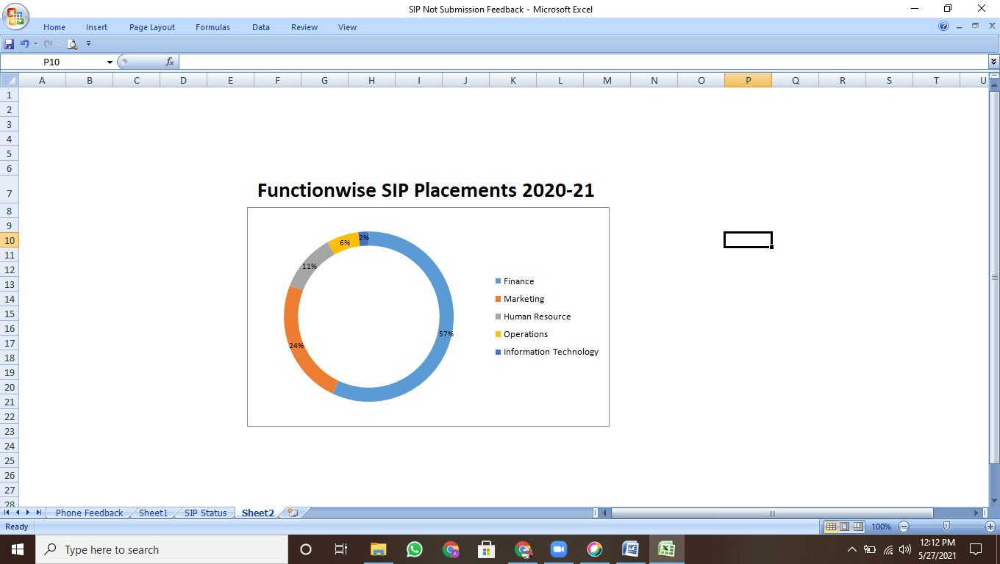 SIP Not Submission Feedback - Microsoft Excel
Home Insert Page Layout Formulas Data Review View
P10 fx
A B C D E F G H I J K L M N O P Q R S T U
1
2
3
4
5
6
7
Functionwise SIP Placements 2020-21
8
9
10
11
12
13
14
15
16
17
18
19
20
21
22
23
24
25
26
27
28
2%
6%
11%
57%
24%
Finance
Marketing
Human Resource
Operations
Information Technology
Phone Feedback Sheet1 SIP Status Sheet2
Ready 100%
Type here to search
12:12 PM
5/27/2021